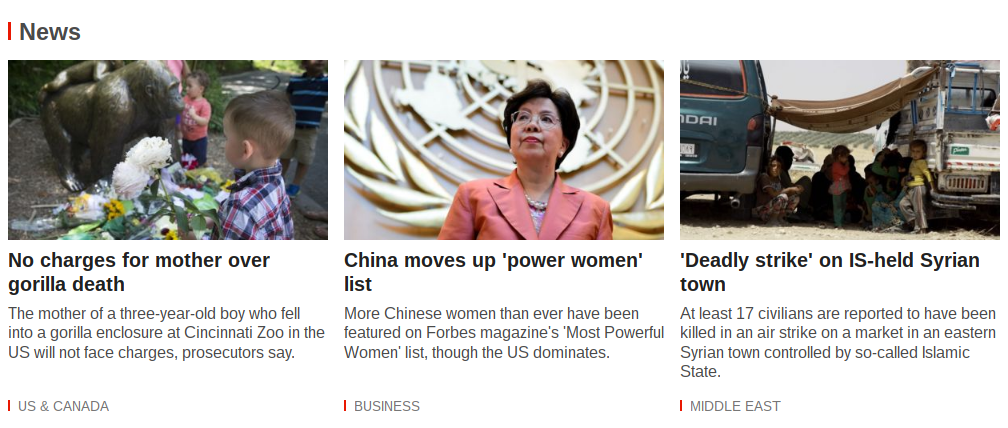 News
HYUNDAI
No charges for mother over
gorilla death
The mother of a three-year-old boy who fell
into a gorilla enclosure at Cincinnati Zoo in the
US will not face charges, prosecutors say.
US & CANADA
China moves up 'power women'
list
More Chinese women than ever have been
featured on Forbes magazine's 'Most Powerful
Women' list, though the US dominates.
BUSINESS
'Deadly strike' on IS-held Syrian
town
At least 17 civilians are reported to have been
killed in an air strike on a market in an eastern
Syrian town controlled by so-called Islamic
State.
MIDDLE EAST